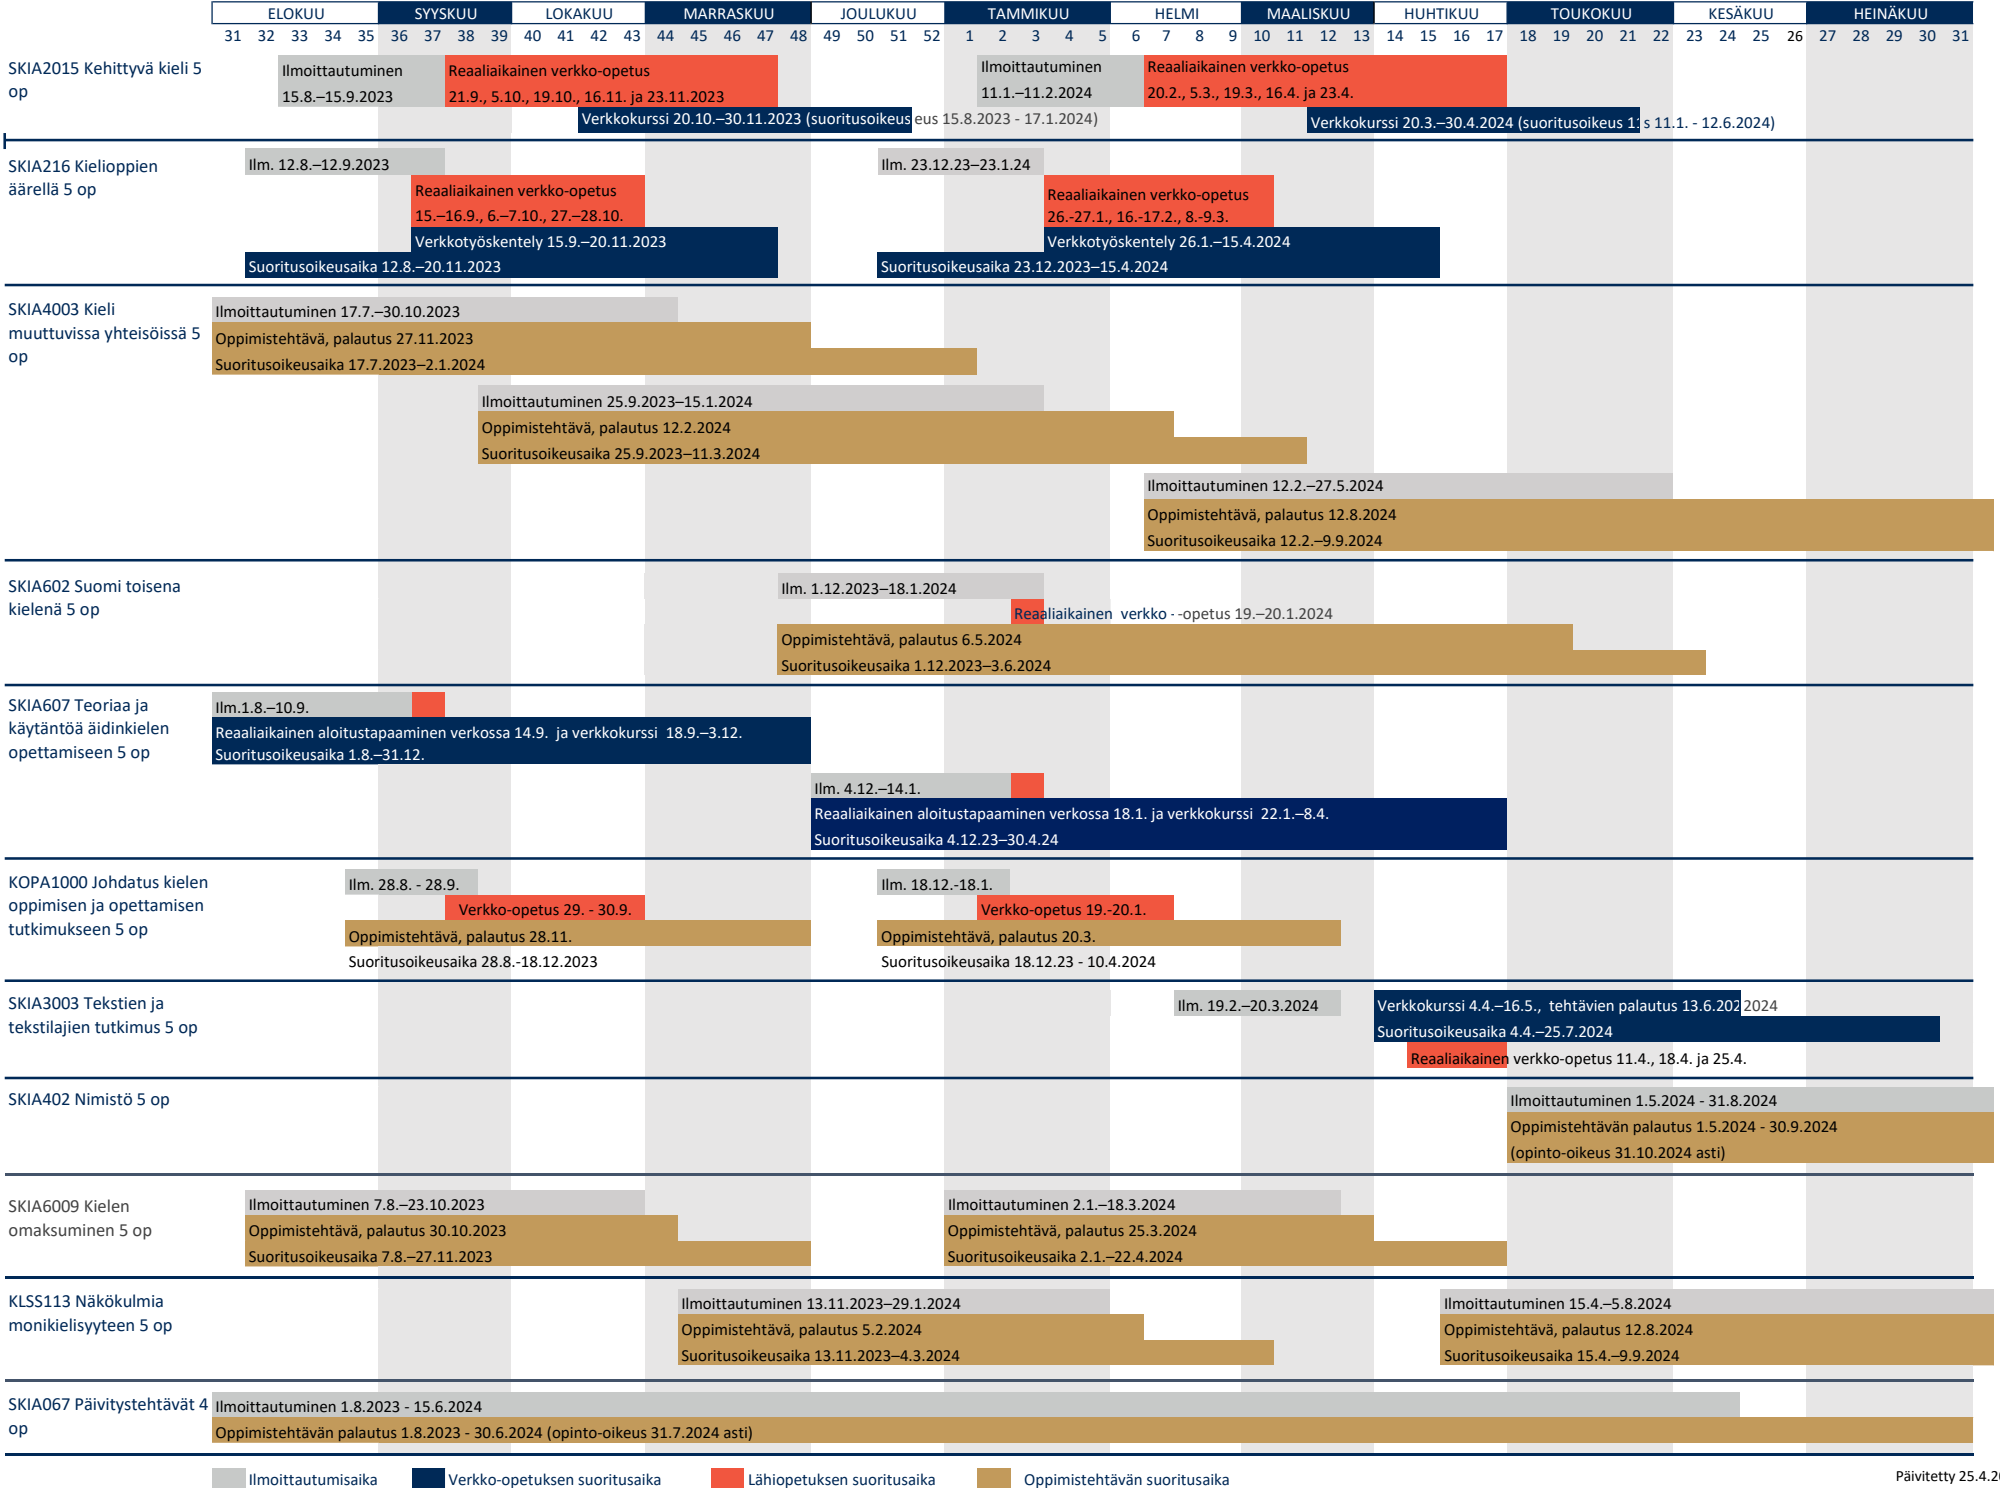 ELOKUU SYYSKUU LOKAKUU MARRASKUU JOULUKUU TAMMIKUU HELMI MAALISKUU HUHTIKUU TOUKOKUU KESÄKUU HEINÄKUU
31 32 33 34 35 36 37 38 39 40 41 42 43 44 45 46 47 48 49 50 51 52 1 2 3 4 5 6 7 8 9 10 11 12 13 14 15 16 17 18 19 20 21 22 23 24 25 26 27 28 29 30 31
SKIA2015 Kehittyvä kieli 5
op
Ilmoittautuminen
15.8.–15.9.2023
Reaaliaikainen verkko-opetus
21.9., 5.10., 19.10., 16.11. ja 23.11.2023
Verkkokurssi 20.10.–30.11.2023 (suoritusoikeus eus 15.8.2023 - 17.1.2024)
Ilmoittautuminen
11.1.–11.2.2024
Reaaliaikainen verkko-opetus
20.2., 5.3., 19.3., 16.4. ja 23.4.
Verkkokurssi 20.3.–30.4.2024 (suoritusoikeus 11s 11.1. - 12.6.2024)
SKIA216 Kielioppien
äärellä 5 op
Ilm. 12.8.–12.9.2023
Reaaliaikainen verkko-opetus
15.–16.9., 6.–7.10., 27.–28.10.
Verkkotyöskentely 15.9.–20.11.2023
Suoritusoikeusaika 12.8.–20.11.2023
Ilm. 23.12.23–23.1.24
Reaaliaikainen verkko-opetus
26.-27.1., 16.-17.2., 8.-9.3.
Verkkotyöskentely 26.1.–15.4.2024
Suoritusoikeusaika 23.12.2023–15.4.2024
SKIA4003 Kieli
muuttuvissa yhteisöissä 5
op
Ilmoittautuminen 17.7.–30.10.2023
Oppimistehtävä, palautus 27.11.2023
Suoritusoikeusaika 17.7.2023–2.1.2024
Ilmoittautuminen 25.9.2023–15.1.2024
Oppimistehtävä, palautus 12.2.2024
Suoritusoikeusaika 25.9.2023–11.3.2024
Ilmoittautuminen 12.2.–27.5.2024
Oppimistehtävä, palautus 12.8.2024
Suoritusoikeusaika 12.2.–9.9.2024
SKIA602 Suomi toisena
kielenä 5 op
Ilm. 1.12.2023–18.1.2024
Reaaliaikainen verkko - -opetus 19.–20.1.2024
Oppimistehtävä, palautus 6.5.2024
Suoritusoikeusaika 1.12.2023–3.6.2024
SKIA607 Teoriaa ja
käytäntöä äidinkielen
opettamiseen 5 op
Ilm.1.8.–10.9.
Reaaliaikainen aloitustapaaminen verkossa 14.9. ja verkkokurssi 18.9.–3.12.
Suoritusoikeusaika 1.8.–31.12.
Ilm. 4.12.–14.1.
Reaaliaikainen aloitustapaaminen verkossa 18.1. ja verkkokurssi 22.1.–8.4.
Suoritusoikeusaika 4.12.23–30.4.24
KOPA1000 Johdatus kielen
oppimisen ja opettamisen
tutkimukseen 5 op
Ilm. 28.8. - 28.9.
Verkko-opetus 29. - 30.9.
Oppimistehtävä, palautus 28.11.
Suoritusoikeusaika 28.8.-18.12.2023
Ilm. 18.12.-18.1.
Verkko-opetus 19.-20.1.
Oppimistehtävä, palautus 20.3.
Suoritusoikeusaika 18.12.23 - 10.4.2024
SKIA3003 Tekstien ja
tekstilajien tutkimus 5 op
Ilm. 19.2.–20.3.2024
Verkkokurssi 4.4.–16.5., tehtävien palautus 13.6.202 2024
Suoritusoikeusaika 4.4.–25.7.2024
Reaaliaikainen verkko-opetus 11.4., 18.4. ja 25.4.
SKIA402 Nimistö 5 op
Ilmoittautuminen 1.5.2024 - 31.8.2024
Oppimistehtävän palautus 1.5.2024 - 30.9.2024
(opinto-oikeus 31.10.2024 asti)
SKIA6009 Kielen
omaksuminen 5 op
Ilmoittautuminen 7.8.–23.10.2023
Oppimistehtävä, palautus 30.10.2023
Suoritusoikeusaika 7.8.–27.11.2023
Ilmoittautuminen 2.1.–18.3.2024
Oppimistehtävä, palautus 25.3.2024
Suoritusoikeusaika 2.1.–22.4.2024
KLSS113 Näkökulmia
monikielisyyteen 5 op
Ilmoittautuminen 13.11.2023–29.1.2024
Oppimistehtävä, palautus 5.2.2024
Suoritusoikeusaika 13.11.2023–4.3.2024
Ilmoittautuminen 15.4.–5.8.2024
Oppimistehtävä, palautus 12.8.2024
Suoritusoikeusaika 15.4.–9.9.2024
SKIA067 Päivitystehtävät 4
op
Ilmoittautuminen 1.8.2023 - 15.6.2024
Oppimistehtävän palautus 1.8.2023 - 30.6.2024 (opinto-oikeus 31.7.2024 asti)
Ilmoittautumisaika Verkko-opetuksen suoritusaika Lähiopetuksen suoritusaika Oppimistehtävän suoritusaika
Päivitetty 25.4.20